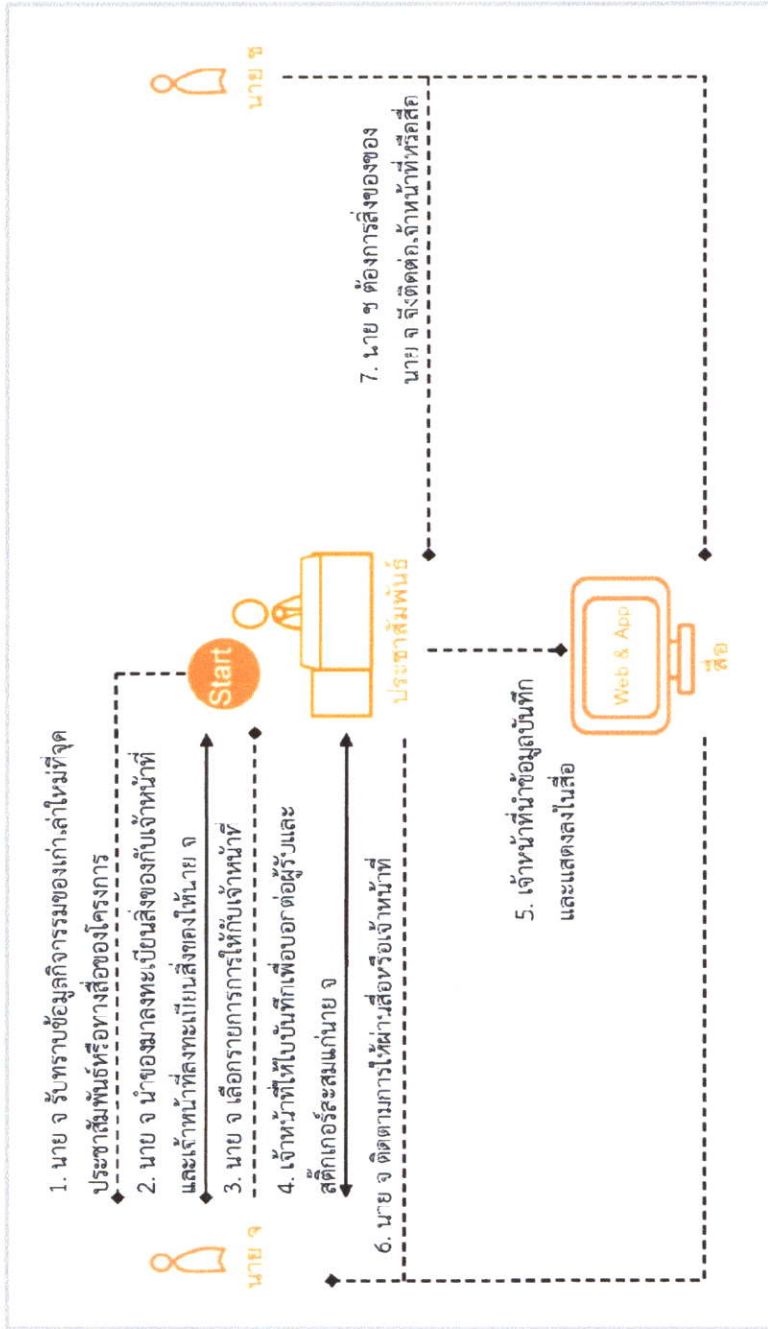 1. นาย จ รับทราบข้อมูลกิจกรรมของเก่าเล่าใหม่ที่จุด
ประชาสัมพันธ์หรือทางสื่อของโครงการ
2. นาย จ นำของมาลงทะเบียนสิ่งของกับเจ้าหน้าที่
และเจ้าหน้าที่ลงทะเบียนสิ่งของให้นาย จ
3. นาย จ เลือกรายการการให้กับเจ้าหน้าที่
4. เจ้าหน้าที่ให้ใบบันทึกเพื่อบอกต่อผู้รับและ
สติ๊กเกอร์สะสมแก่นาย จ
6. นาย จ ติดตามการให้ผ่านสื่อหรือเจ้าหน้าที่
นาย จ
Start
ประชาสัมพันธ์
5. เจ้าหน้าที่นำข้อมูลบันทึก
และแสดงลงในสื่อ
Web & App
สื่อ
7. นาย ช ต้องการสิ่งของของ
นาย จ จึงติดต่อเจ้าหน้าที่หรือสื่อ
นาย ช